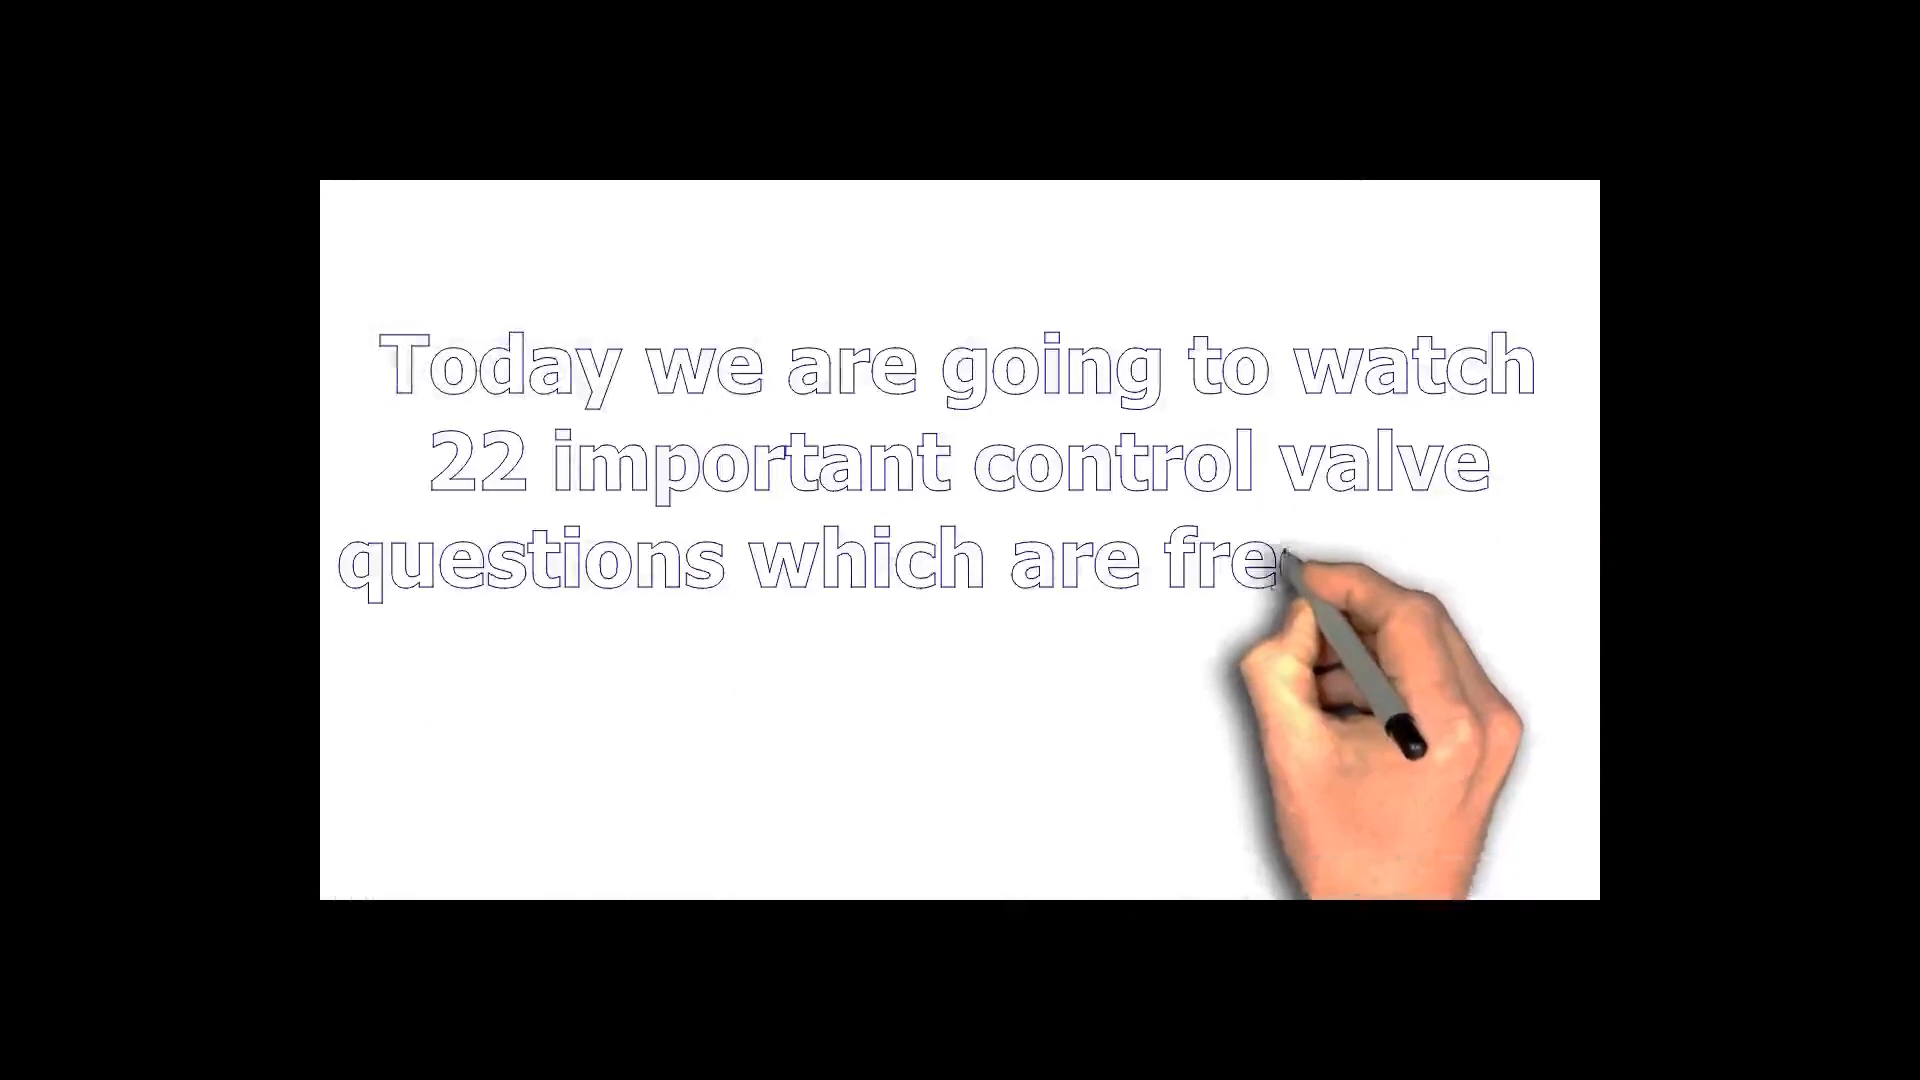 Today we are going to watch
22 important control valve
questions which are fre